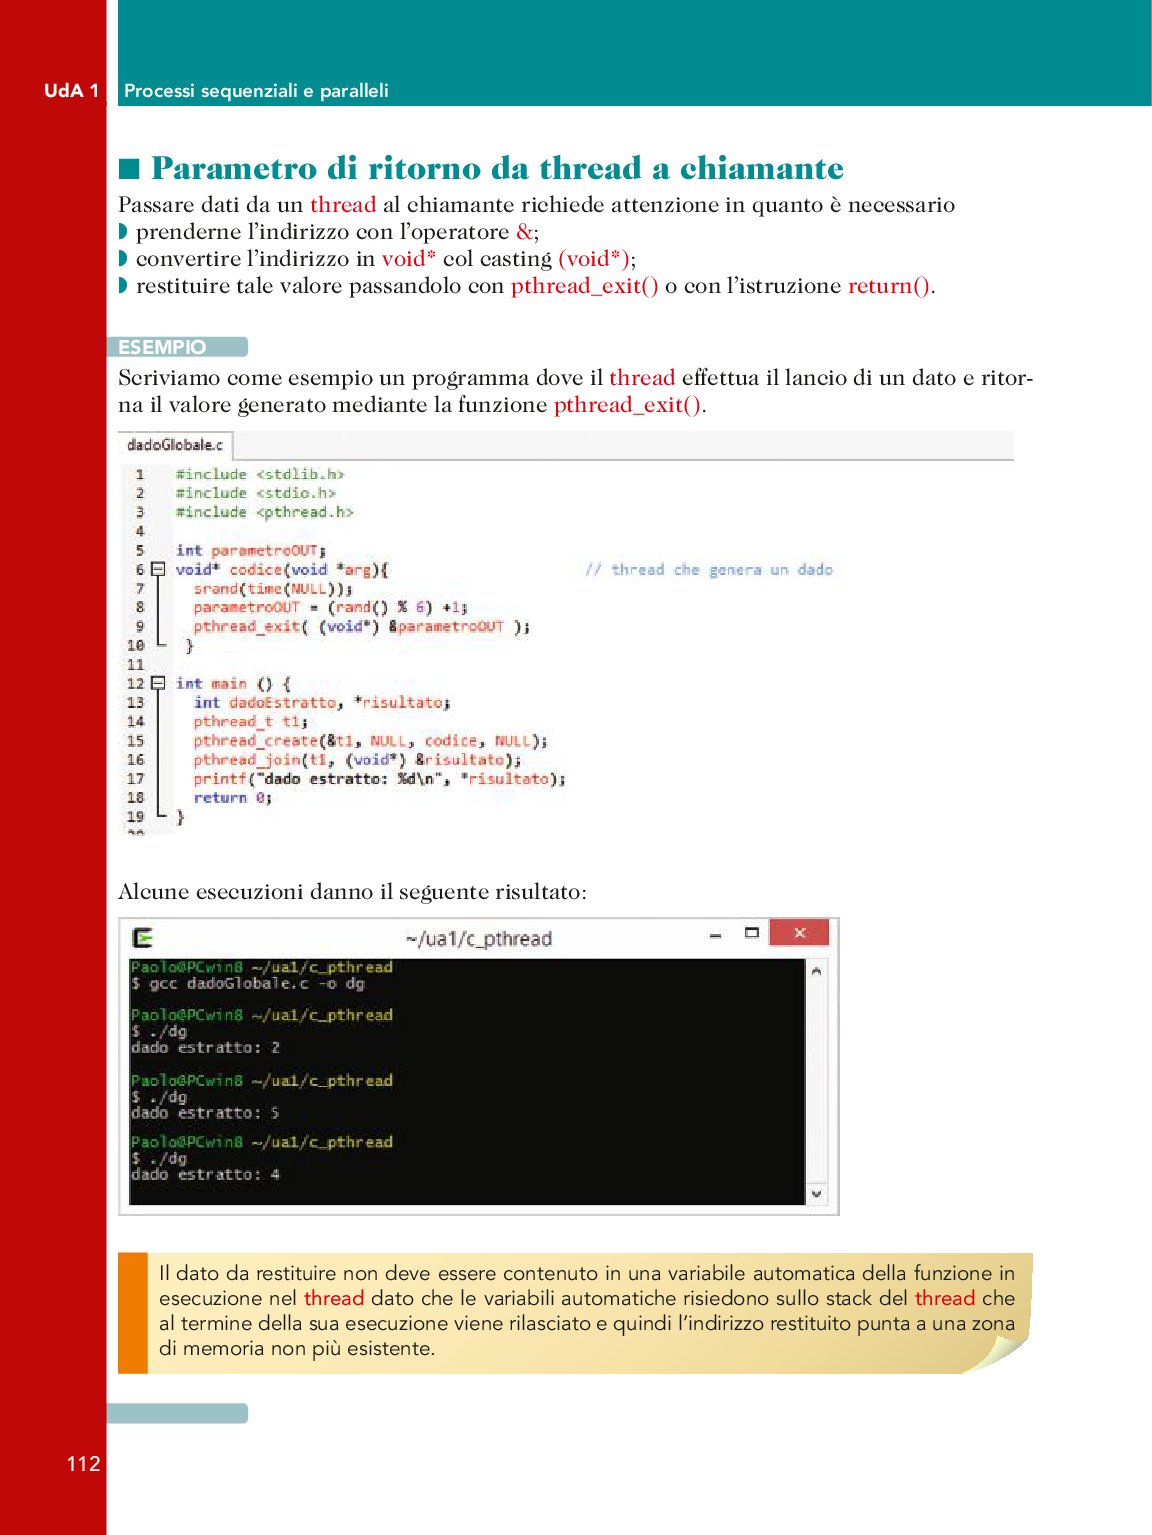 UdA 1 Processi sequenziali e paralleli
Parametro di ritorno da thread a chiamante
Passare dati da un thread al chiamante richiede attenzione in quanto è necessario
prenderne l'indirizzo con l'operatore &;
convertire l'indirizzo in void* col casting (void*);
restituire tale valore passandolo con pthread_exit() o con l'istruzione return().
ESEMPIO
Scriviamo come esempio un programma dove il thread effettua il lancio di un dato e ritor-
na il valore generato mediante la funzione pthread_exit().
dadoGlobale.c
1 #include <stdlib.h>
2 #include <stdio.h>
3 #include <pthread.h>
4
5 int parametroOUT;
6 void* codice(void *arg){ // thread che genera un dado
7 srand(time(NULL));
8 parametroOUT = (rand() % 6) +1;
9 pthread_exit( (void*) &parametroOUT );
10 }
11
12 int main () {
13 int dadoEstratto, *risultato;
14 pthread_t t1;
15 pthread_create(&t1, NULL, codice, NULL);
16 pthread_join(t1, (void*) &risultato);
17 printf("dado estratto: %d\n", *risultato);
18 return 0;
19 }
Alcune esecuzioni danno il seguente risultato:
~/ua1/c_pthread
Paolo@PCwin8 ~/ua1/c_pthread
$ gcc dadoGlobale.c -o dg
Paolo@PCwin8 ~/ua1/c_pthread
$ ./dg
dado estratto: 2
Paolo@PCwin8 ~/ua1/c_pthread
$ ./dg
dado estratto: 5
Paolo@PCwin8 ~/ua1/c_pthread
$ ./dg
dado estratto: 4
Il dato da restituire non deve essere contenuto in una variabile automatica della funzione in
esecuzione nel thread dato che le variabili automatiche risiedono sullo stack del thread che
al termine della sua esecuzione viene rilasciato e quindi l'indirizzo restituito punta a una zona
di memoria non più esistente.
112